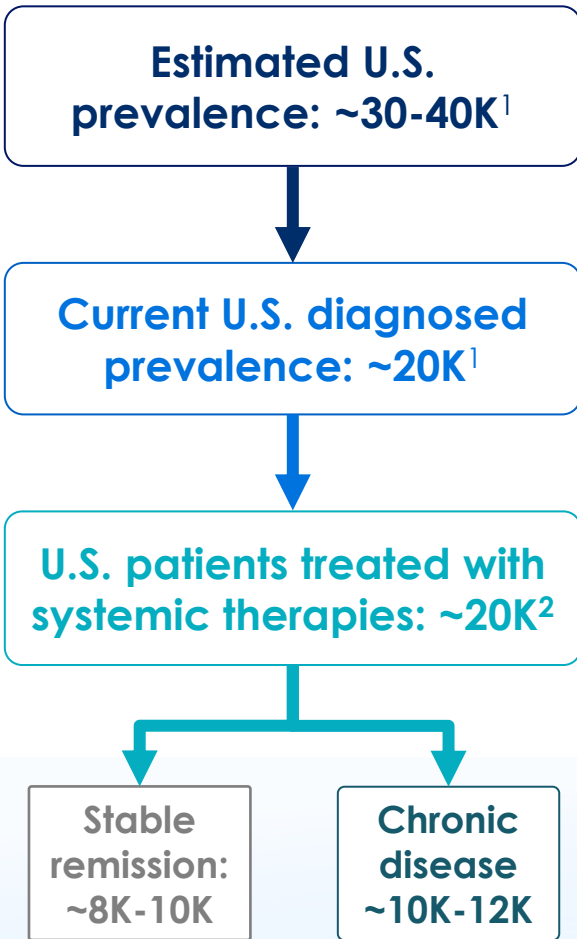 Estimated U.S.
prevalence: ~30-40K¹
Current U.S. diagnosed
prevalence: ~20K¹
U.S. patients treated with
systemic therapies: ~20K²
Stable
remission:
~8K-10K
Chronic
disease
~10K-12K